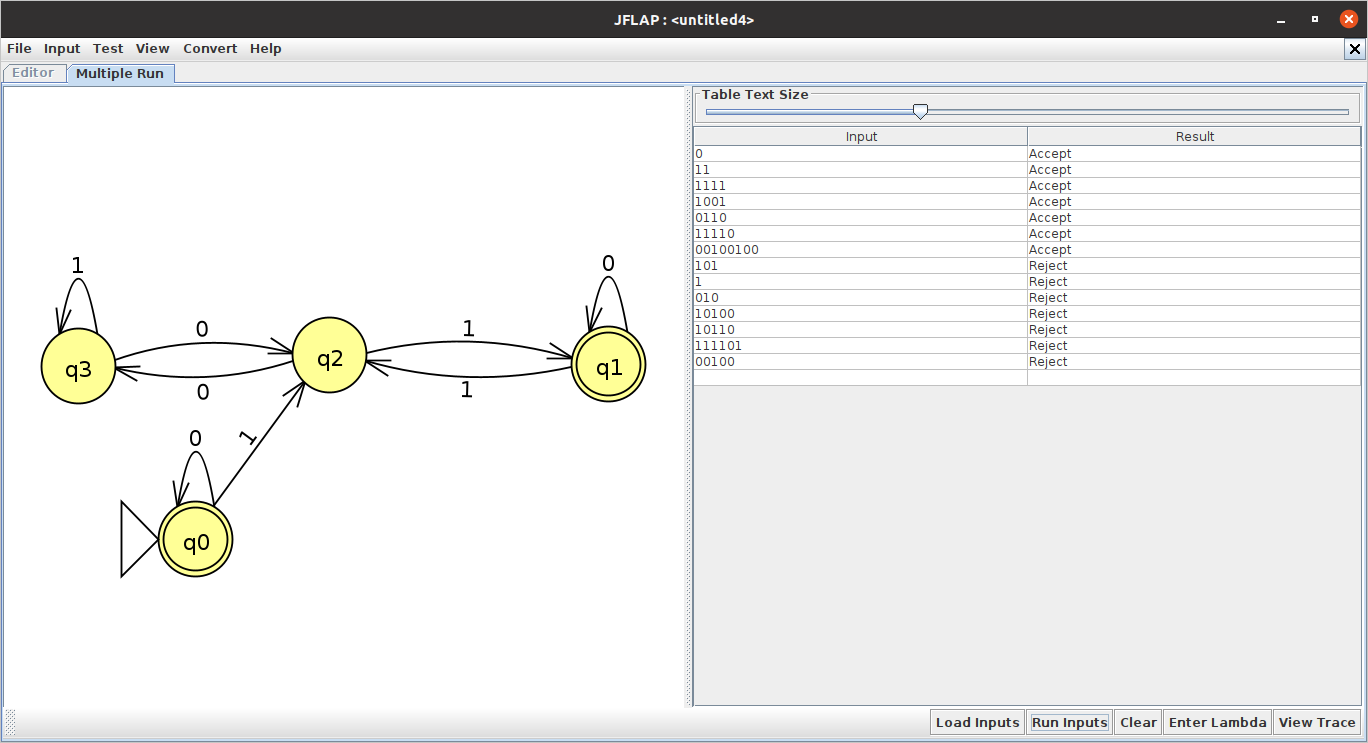 JFLAP : <untitled4>
File Input Test View Convert Help
Editor Multiple Run
1
0
0
0
q3
q2
1
1
q1
0
1
0
q0
Table Text Size
Input Result
0 Accept
11 Accept
1111 Accept
1001 Accept
0110 Accept
11110 Accept
00100100 Accept
101 Reject
1 Reject
010 Reject
10100 Reject
10110 Reject
111101 Reject
00100 Reject
Load Inputs Run Inputs Clear Enter Lambda View Trace